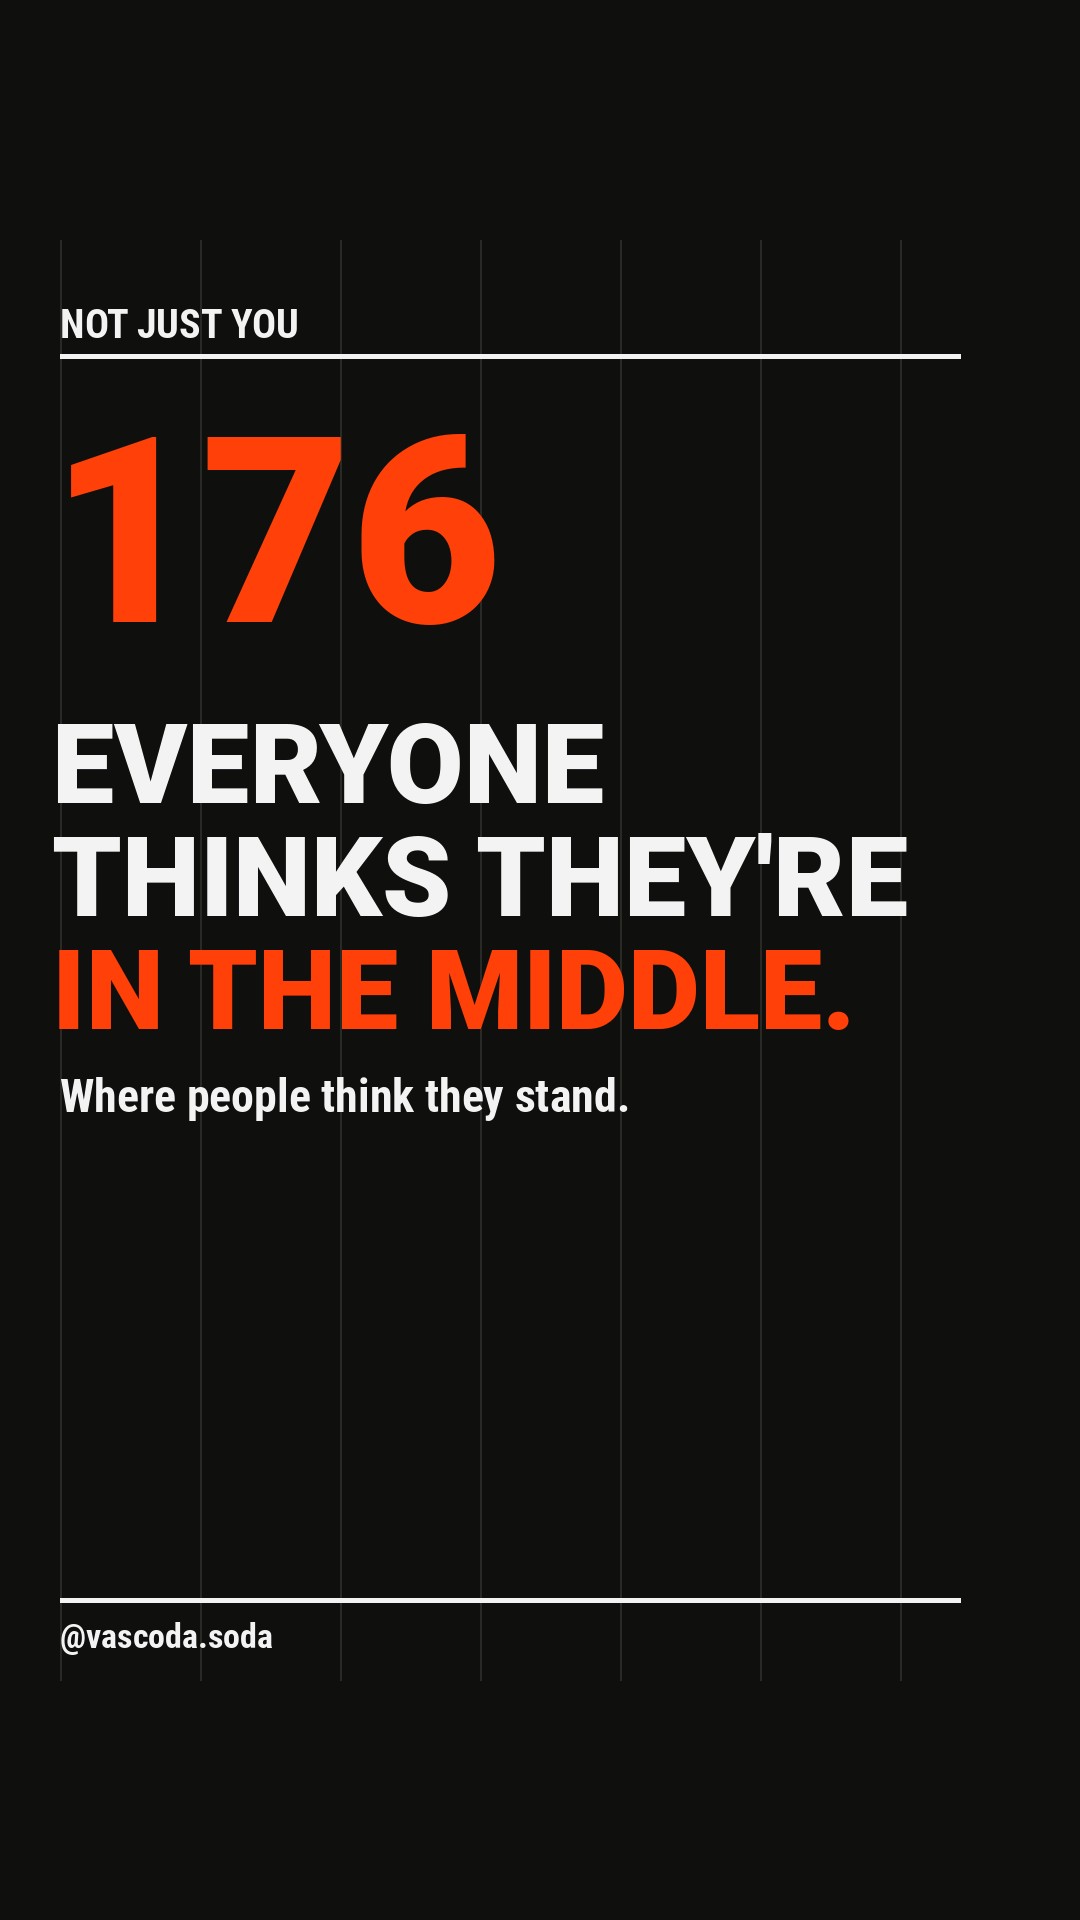 NOT JUST YOU
176
EVERYONE
THINKS THEY'RE
IN THE MIDDLE.
Where people think they stand.
@vascoda.soda